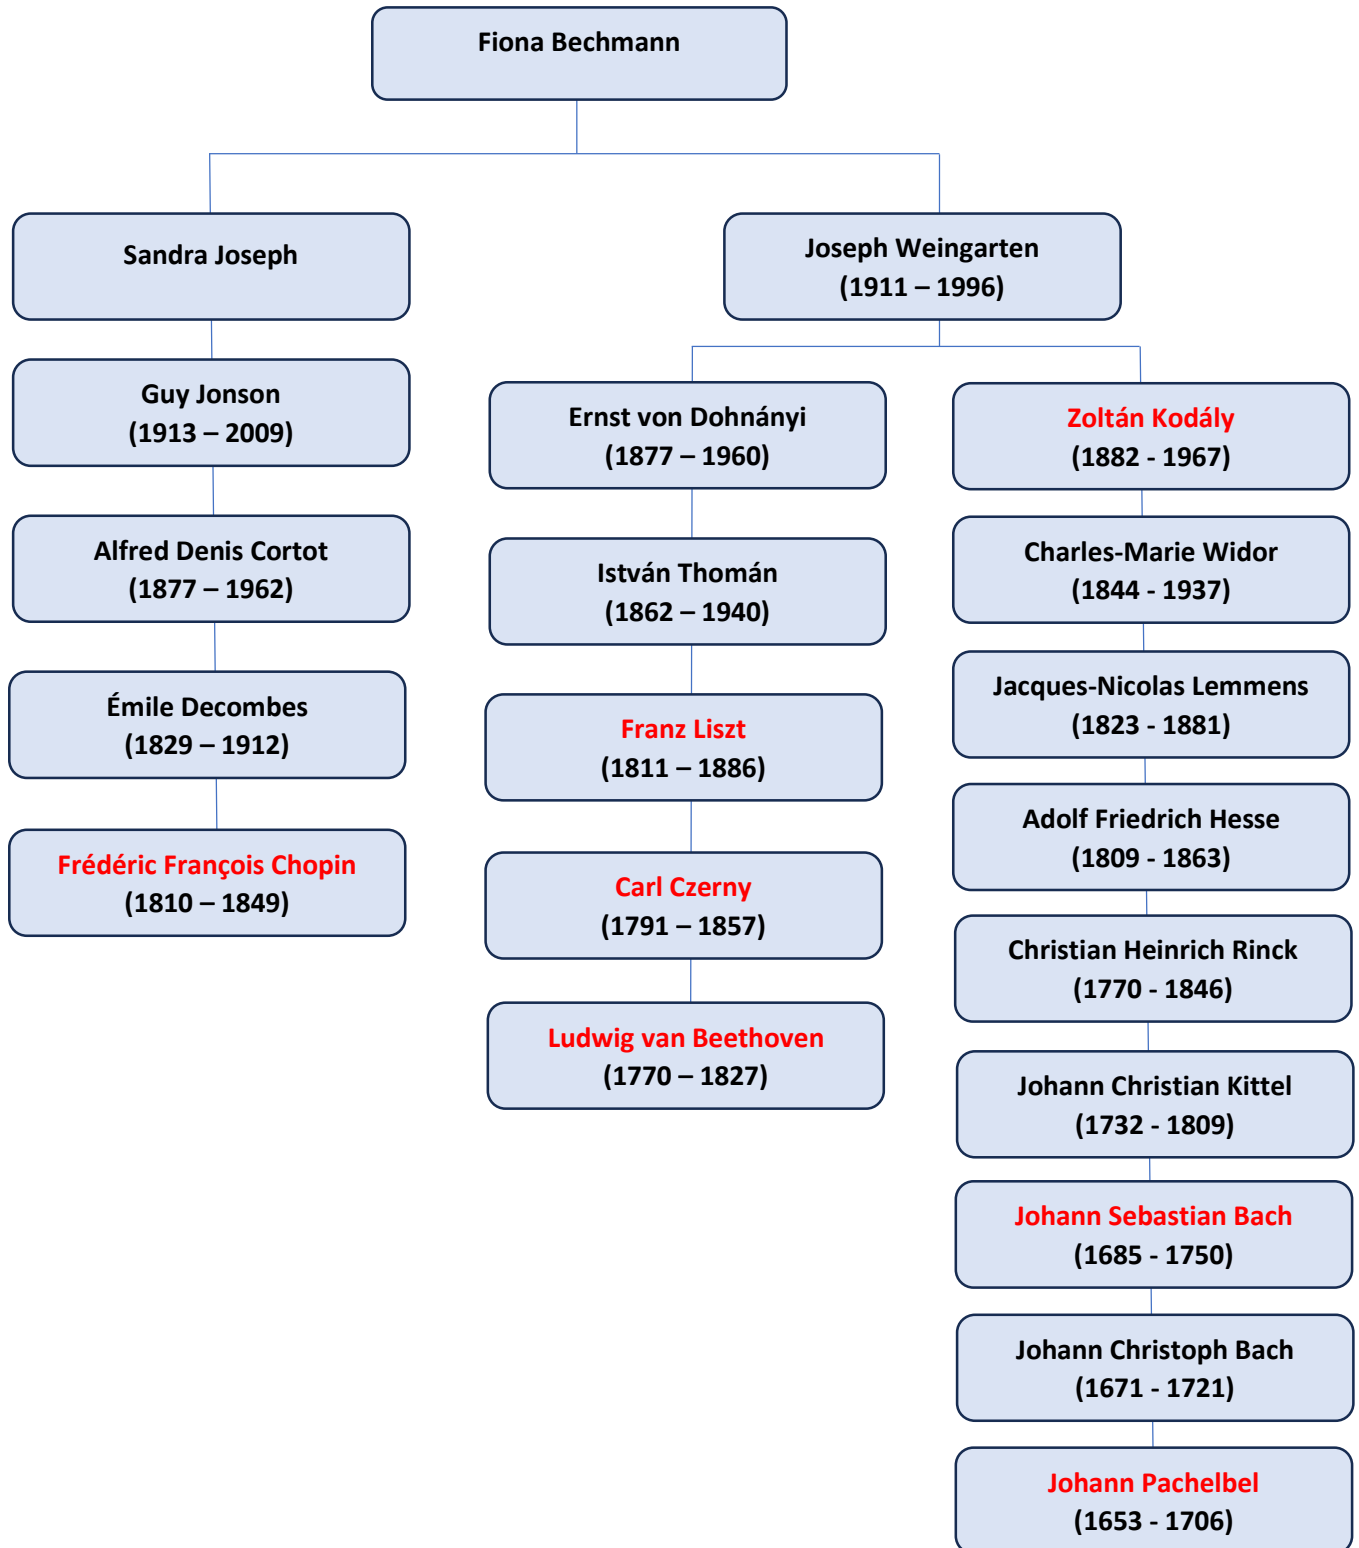 Fiona Bechmann
Sandra Joseph
Joseph Weingarten
(1911 – 1996)
Guy Jonson
(1913 – 2009)
Alfred Denis Cortot
(1877 – 1962)
Émile Decombes
(1829 – 1912)
Frédéric François Chopin
(1810 – 1849)
Ernst von Dohnányi
(1877 – 1960)
István Thomán
(1862 – 1940)
Franz Liszt
(1811 – 1886)
Carl Czerny
(1791 – 1857)
Ludwig van Beethoven
(1770 – 1827)
Zoltán Kodály
(1882 - 1967)
Charles-Marie Widor
(1844 - 1937)
Jacques-Nicolas Lemmens
(1823 - 1881)
Adolf Friedrich Hesse
(1809 - 1863)
Christian Heinrich Rinck
(1770 - 1846)
Johann Christian Kittel
(1732 - 1809)
Johann Sebastian Bach
(1685 - 1750)
Johann Christoph Bach
(1671 - 1721)
Johann Pachelbel
(1653 - 1706)